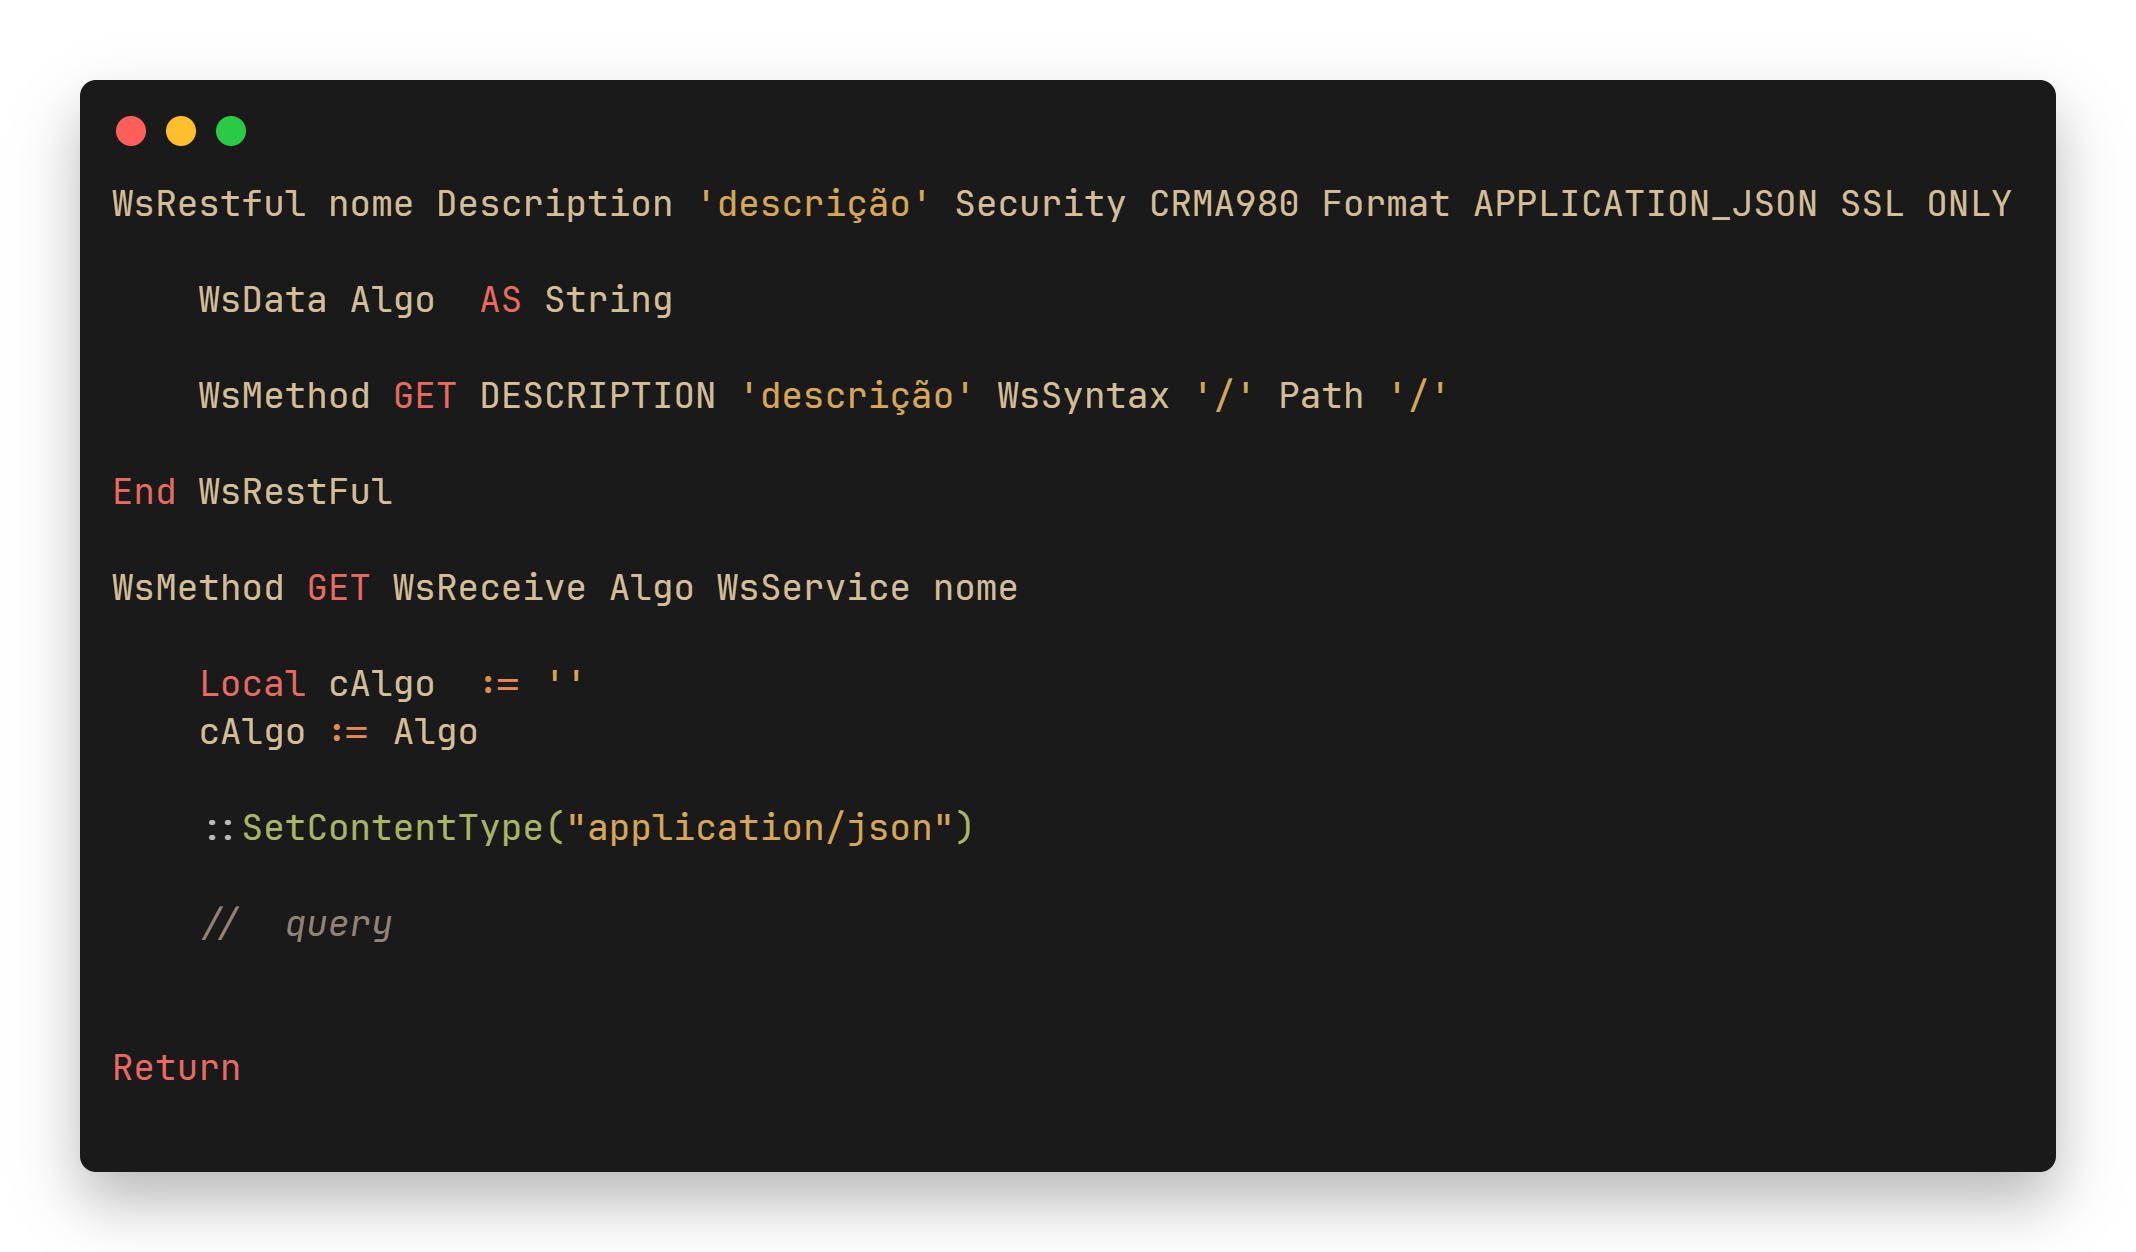 WsRestful nome Description 'descrição' Security CRMA980 Format APPLICATION_JSON SSL ONLY
WsData Algo  AS String
WsMethod GET DESCRIPTION 'descrição' WsSyntax '/' Path '/'
End WsRestFul
WsMethod GET WsReceive Algo WsService nome
Local cAlgo  := ''
cAlgo := Algo
::SetContentType("application/json")
//  query
Return